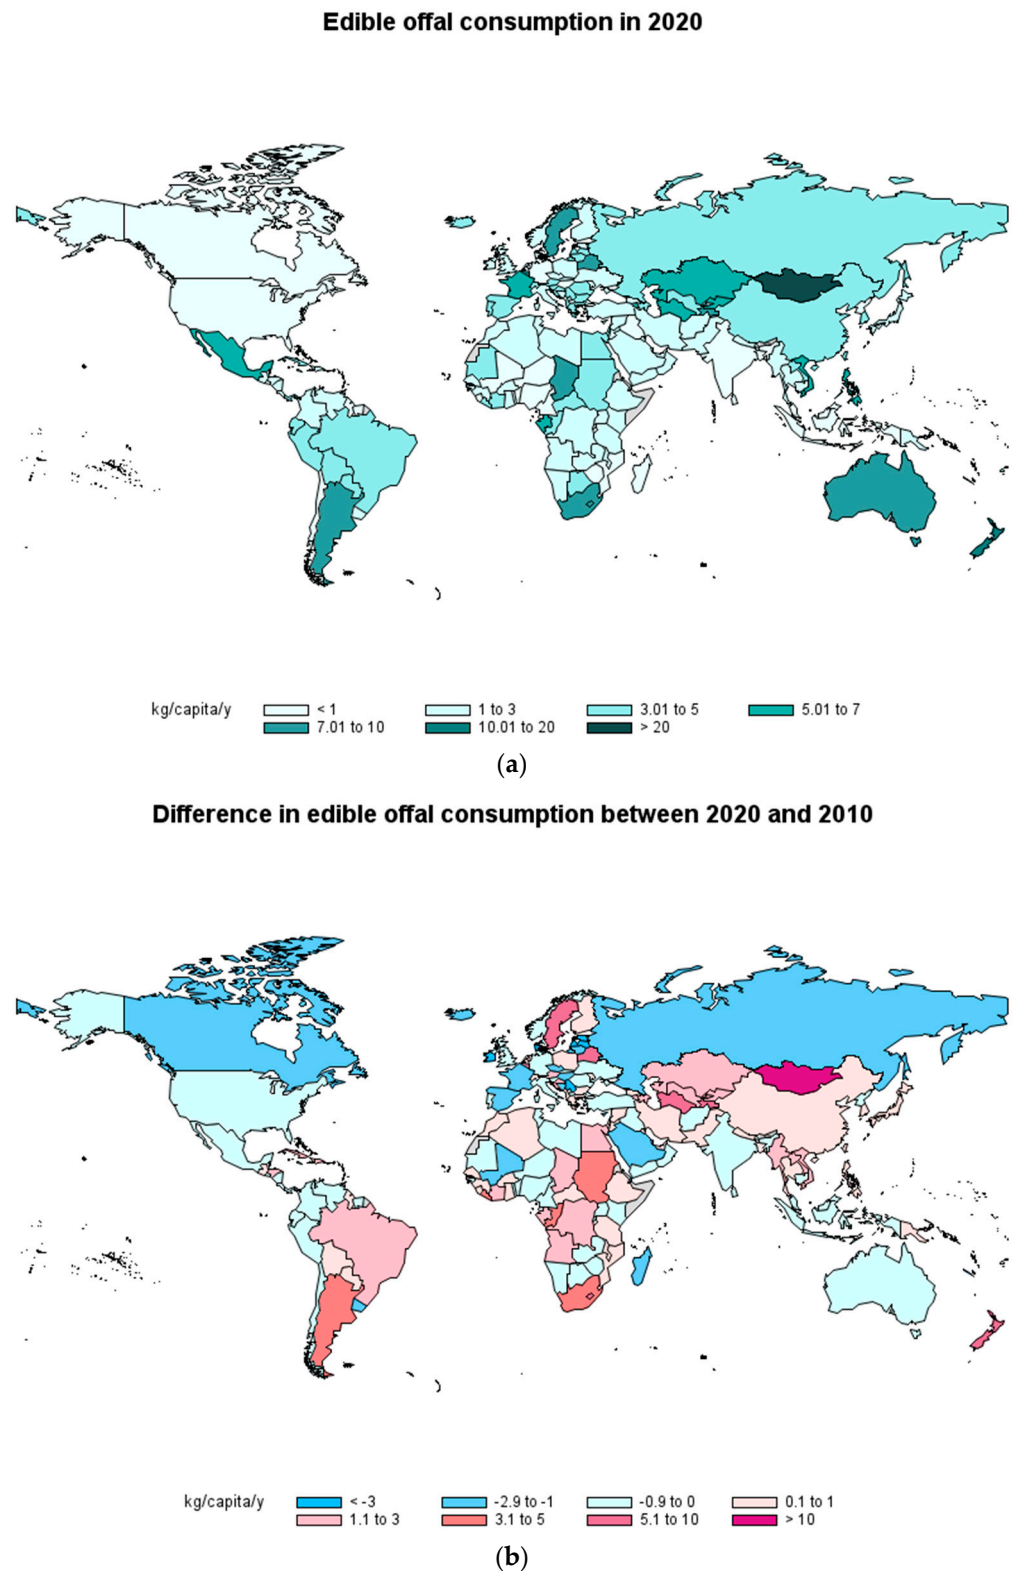 Edible offal consumption in 2020
kg/capita/y < 1 1 to 3 3.01 to 5 5.01 to 7
7.01 to 10 10.01 to 20 > 20
(a)
Difference in edible offal consumption between 2020 and 2010
kg/capita/y < -3 -2.9 to -1 -0.9 to 0 0.1 to 1
1.1 to 3 3.1 to 5 5.1 to 10 > 10
(b)